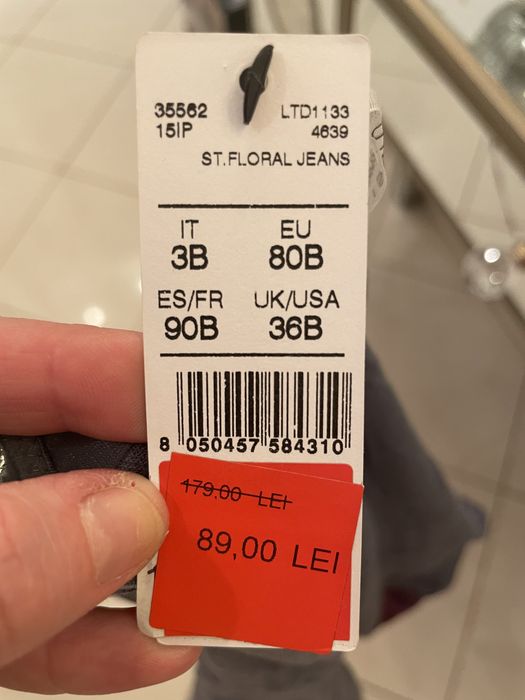 35562 LTD1133
15IP 4639
ST.FLORAL JEANS
IT EU
3B 80B
ES/FR UK/USA
90B 36B
8 050457 584310
179,00 LEI
89,00 LEI